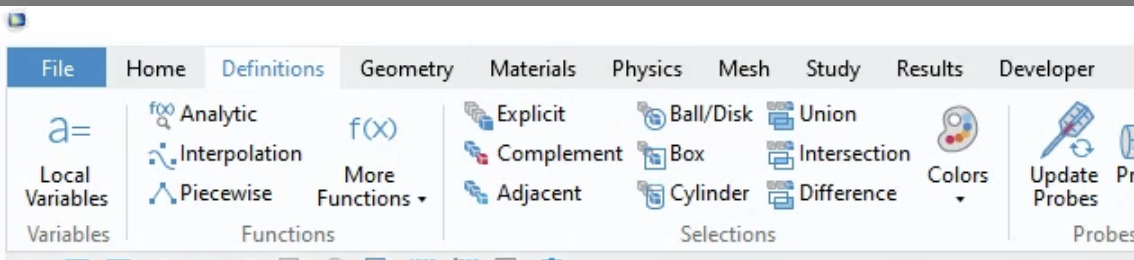 File Home Definitions Geometry Materials Physics Mesh Study Results Developer
a=
Local
Variables
Variables
f(x) Analytic
Interpolation
Piecewise
f(x)
More
Functions
Functions
Explicit
Complement
Adjacent
Ball/Disk
Box
Cylinder
Union
Intersection
Difference
Colors
Selections
Update
Probes